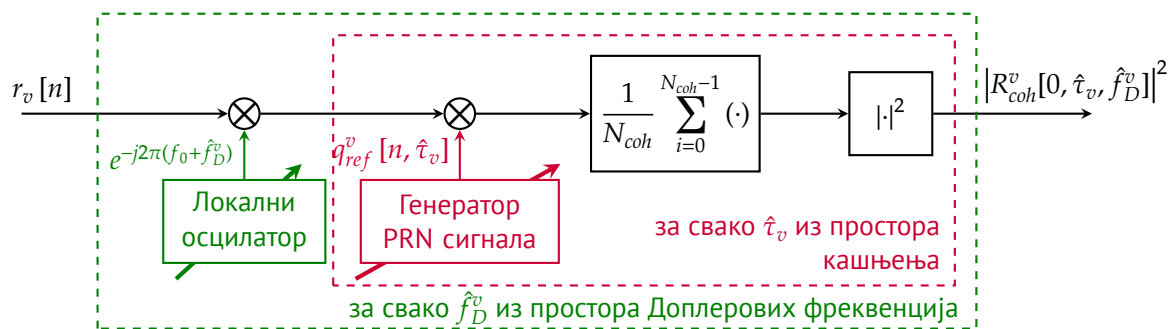 r_v[n]
e^{-j2π(f_0+\hat{f}_D^v)}
Локални
осцилатор
q_{ref}^v[n, \hat{τ}_v]
Генератор
PRN сигнала
\frac{1}{N_{coh}} \sum_{i=0}^{N_{coh}-1} (·)
|·|^2
|R_{coh}^v[0, \hat{τ}_v, \hat{f}_D^v]|^2
за свако \hat{τ}_v из простора
кашњења
за свако \hat{f}_D^v из простора Доплерових фреквенција